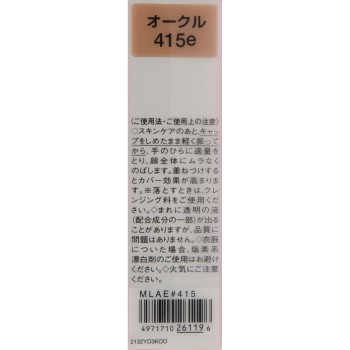 オークル
415e
〈ご使用法・ご使用上の注意〉
◇スキンケアのあと、キャッ
プをしめたまま軽く振って
から、手のひらに適量を
とり、顔全体にムラなく
のばします。重ねつけする
とカバー効果が高まりま
す。※落とすときは、クレ
ンジング料をご使用くださ
い。◇まれに透明の液
(配合成分の一部)が出る
ことがありますが、品質に
問題はありません。◇衣服
についた場合、塩素系
漂白剤のご使用はお避け
ください。◇火気にご注意
ください。
MLAE#415
4971710 26119 6
2132YO3KOO